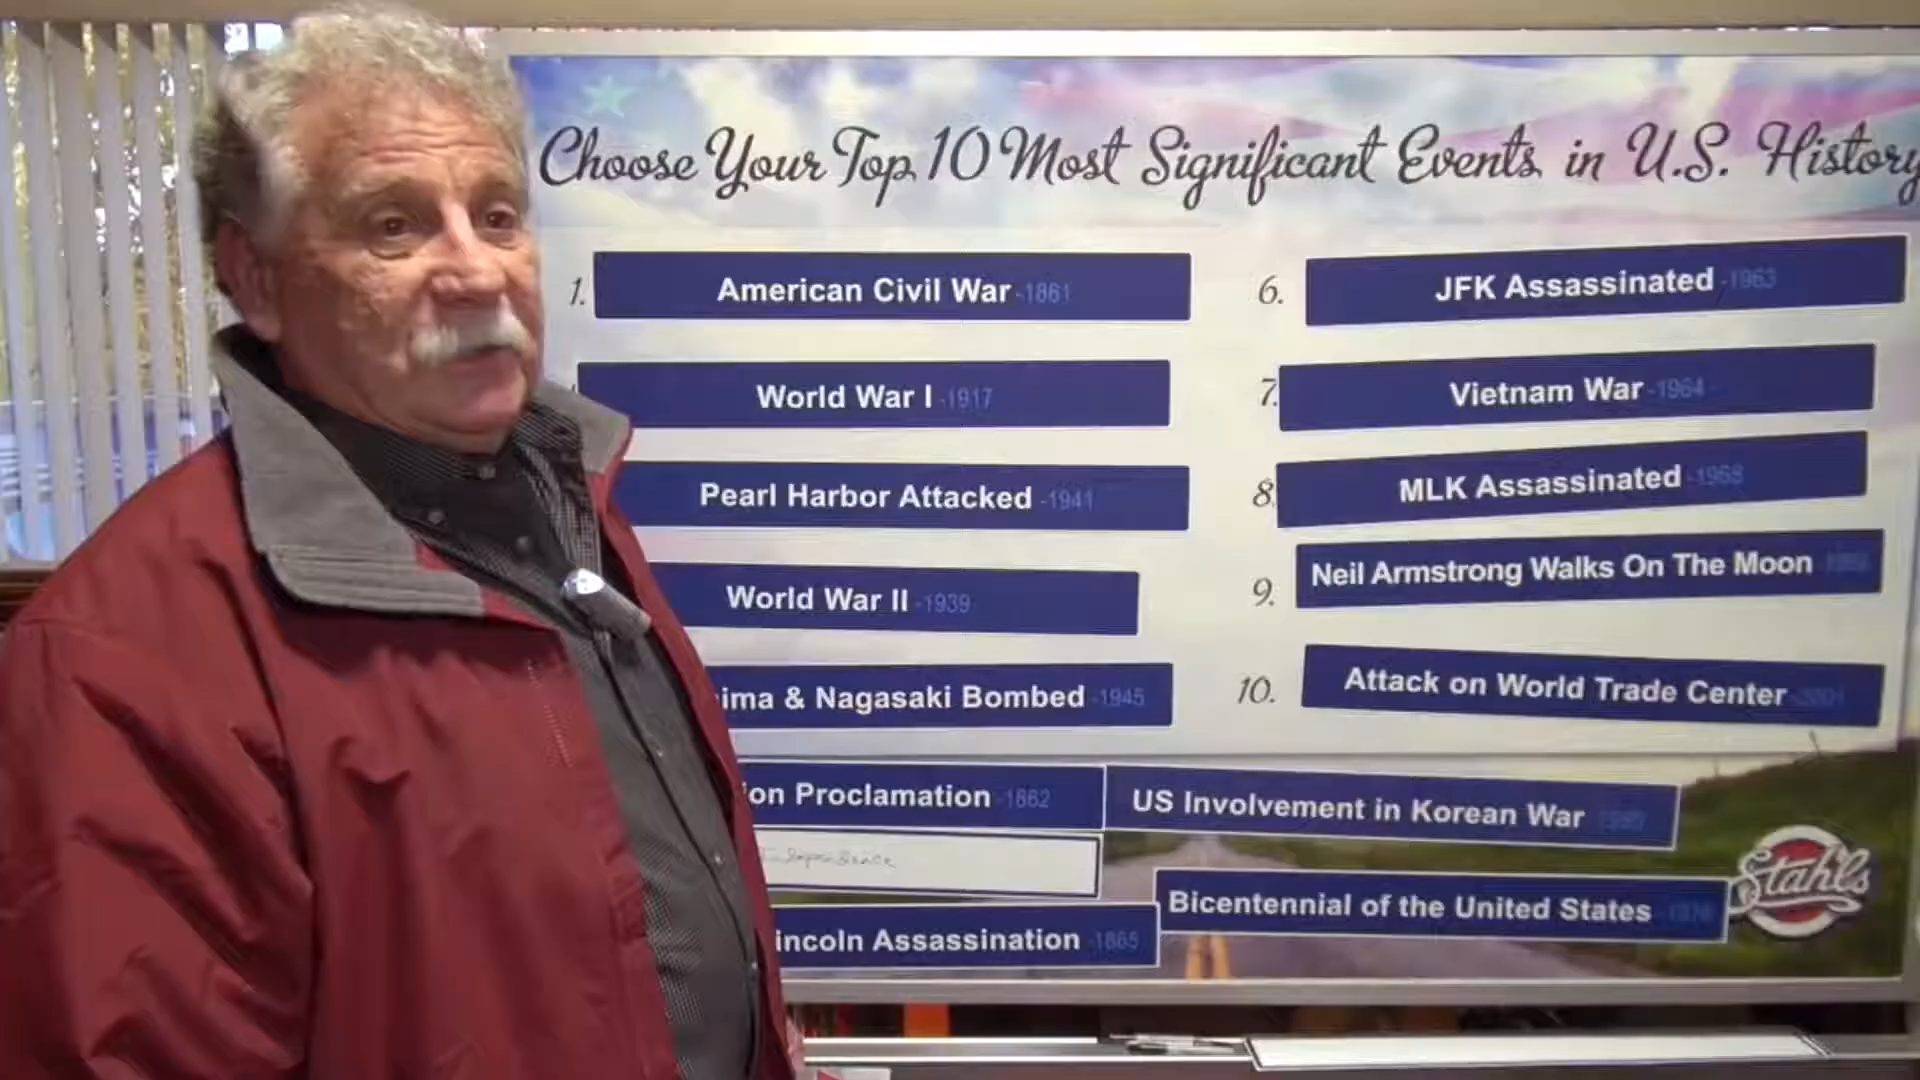 Choose Your Top 10 Most Significant Events in U.S. History
1. American Civil War -1861
World War I -1917
Pearl Harbor Attacked -1941
World War II -1939
ima & Nagasaki Bombed -1945
6. JFK Assassinated -1963
7. Vietnam War -1964
8. MLK Assassinated -1968
9. Neil Armstrong Walks On The Moon
10. Attack on World Trade Center -2001
ion Proclamation -1862
US Involvement in Korean War
Independence
incoln Assassination -1865
Bicentennial of the United States
Stahls